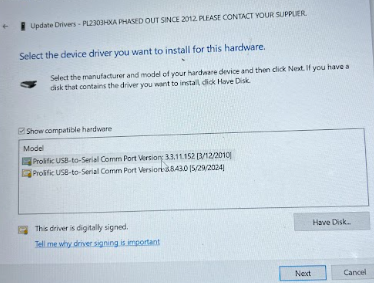 Update Drivers - PL2303HXA PHASED OUT SINCE 2012. PLEASE CONTACT YOUR SUPPLIER.
Select the device driver you want to install for this hardware.
Select the manufacturer and model of your hardware device and then click Next. If you have a
disk that contains the driver you want to install, click Have Disk.
Show compatible hardware
Model
Prolific USB-to-Serial Comm Port Version: 3.3.11.152 [3/12/2010]
Prolific USB-to-Serial Comm Port Version: 3.8.43.0 [5/29/2024]
This driver is digitally signed.
Have Disk...
Tell me why driver signing is important
Next
Cancel